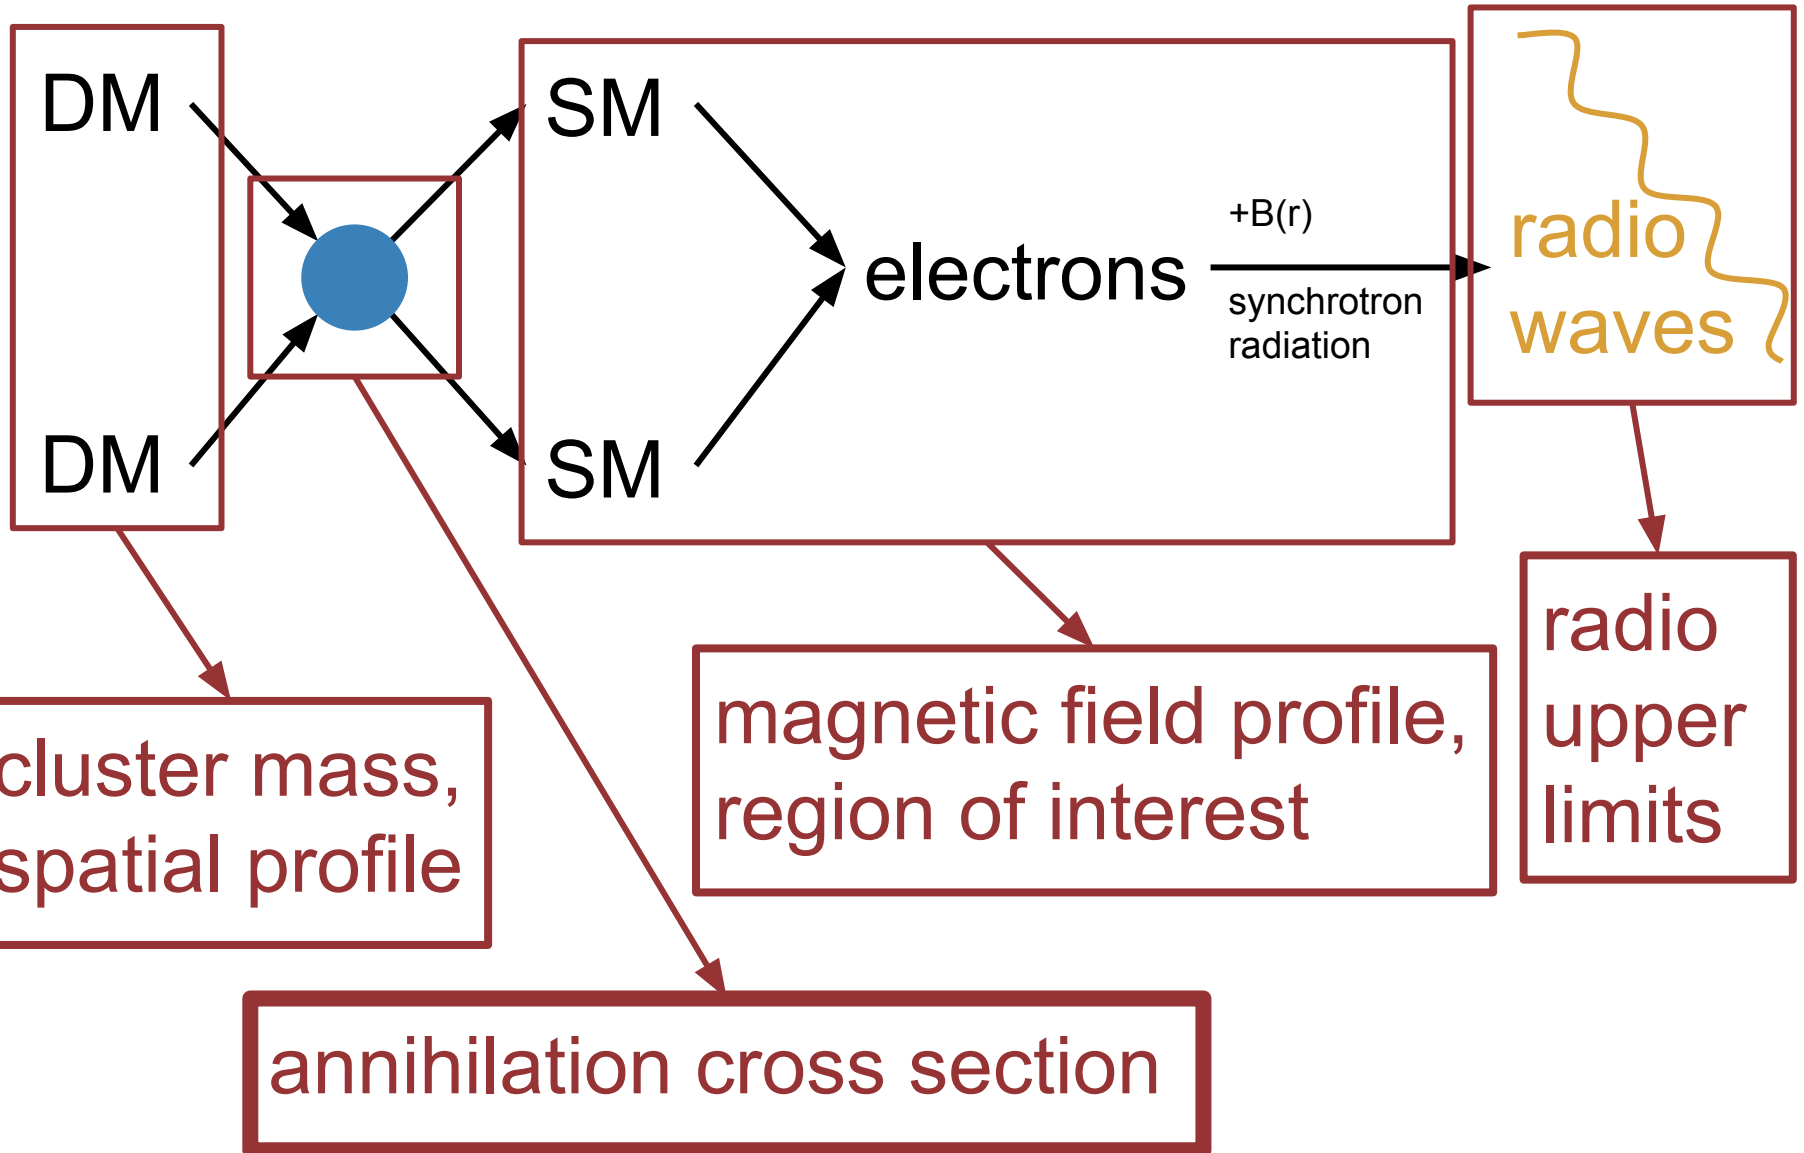 DM
SM
DM
SM
electrons
+B(r)
synchrotron
radiation
radio
waves
cluster mass,
spatial profile
magnetic field profile,
region of interest
radio
upper
limits
annihilation cross section